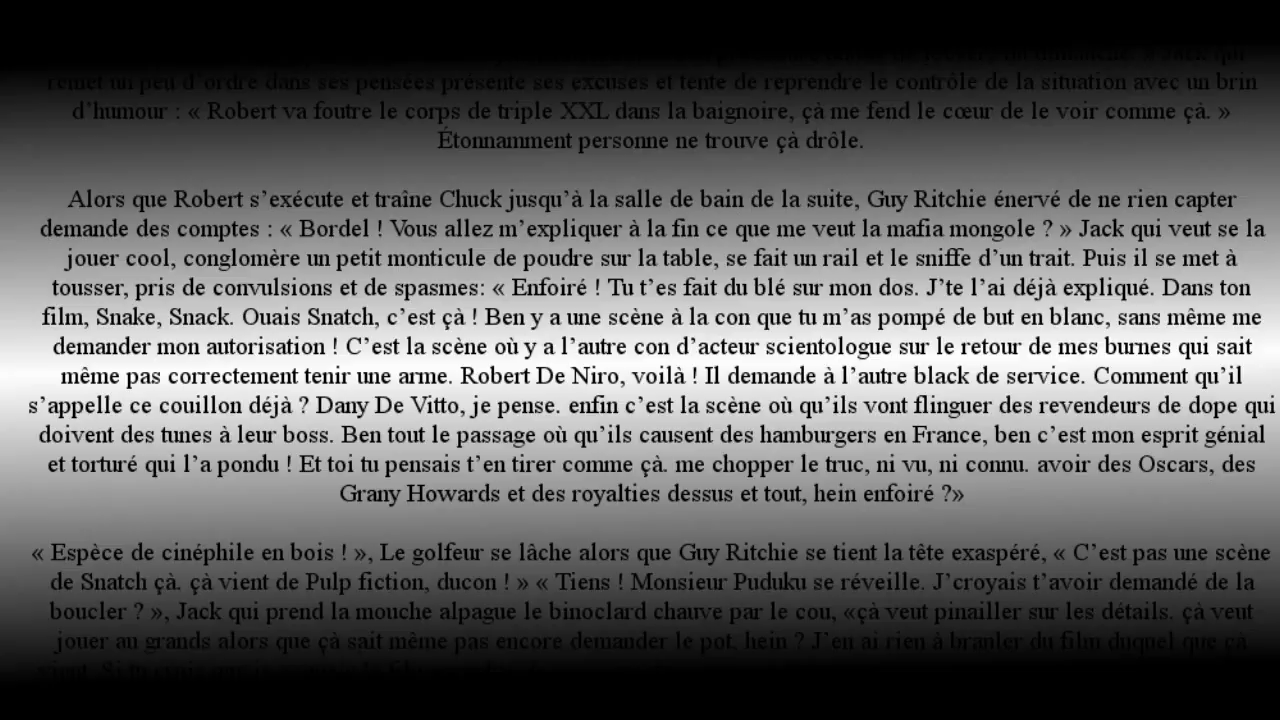 remet un peu d'ordre dans ses pensées présente ses excuses et tente de reprendre le contrôle de la situation avec un brin
d'humour : « Robert va foutre le corps de triple XXL dans la baignoire, çà me fend le cœur de le voir comme çà. »
Étonnamment personne ne trouve çà drôle.
Alors que Robert s'exécute et traîne Chuck jusqu'à la salle de bain de la suite, Guy Ritchie énervé de ne rien capter
demande des comptes : « Bordel ! Vous allez m'expliquer à la fin ce que me veut la mafia mongole ? » Jack qui veut se la
jouer cool, conglomère un petit monticule de poudre sur la table, se fait un rail et le sniffe d'un trait. Puis il se met à
tousser, pris de convulsions et de spasmes: « Enfoiré ! Tu t'es fait du blé sur mon dos. J'te l'ai déjà expliqué. Dans ton
film, Snake, Snack. Ouais Snatch, c'est çà ! Ben y a une scène à la con que tu m'as pompé de but en blanc, sans même me
demander mon autorisation ! C'est la scène où y a l'autre con d'acteur scientologue sur le retour de mes burnes qui sait
même pas correctement tenir une arme. Robert De Niro, voilà ! Il demande à l'autre black de service. Comment qu'il
s'appelle ce couillon déjà ? Dany De Vitto, je pense. enfin c'est la scène où qu'ils vont flinguer des revendeurs de dope qui
doivent des tunes à leur boss. Ben tout le passage où qu'ils causent des hamburgers en France, ben c'est mon esprit génial
et torturé qui l'a pondu ! Et toi tu pensais t'en tirer comme çà. me chopper le truc, ni vu, ni connu. avoir des Oscars, des
Grany Howards et des royalties dessus et tout, hein enfoiré ?»
« Espèce de cinéphile en bois ! », Le golfeur se lâche alors que Guy Ritchie se tient la tête exaspéré, « C'est pas une scène
de Snatch çà. çà vient de Pulp fiction, ducon ! » « Tiens ! Monsieur Puduku se réveille. J'croyais t'avoir demandé de la
boucler ? », Jack qui prend la mouche alpague le binoclard chauve par le cou, «çà veut pinailler sur les détails. çà veut
jouer au grands alors que çà sait même pas encore demander le pot, hein ? J'en ai rien à branler du film duquel que çà